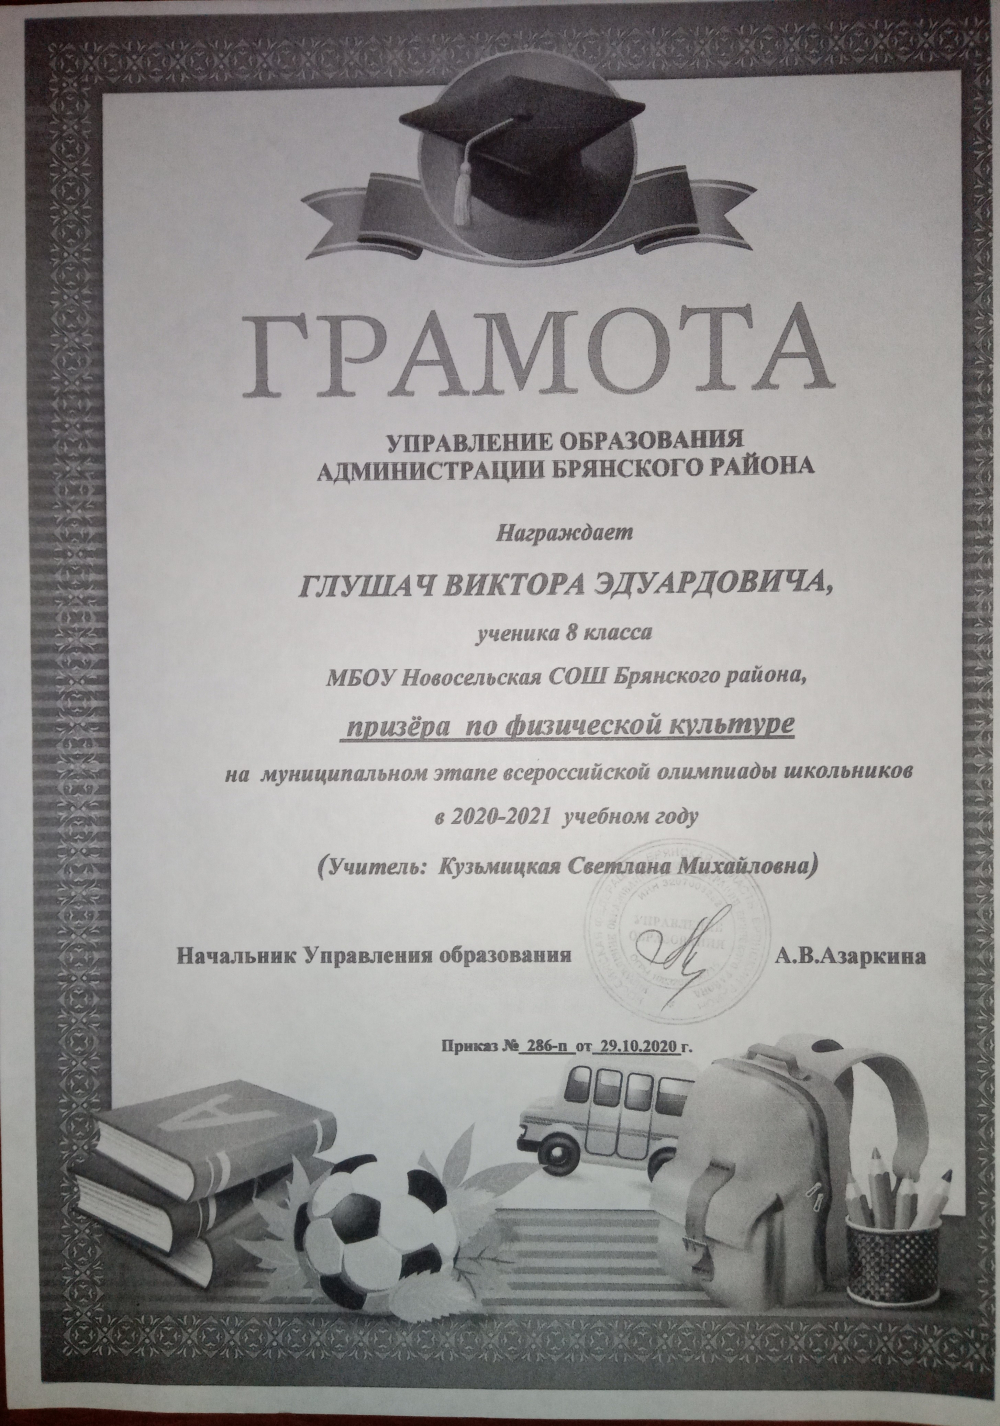 ГРАМОТА
УПРАВЛЕНИЕ ОБРАЗОВАНИЯ
АДМИНИСТРАЦИИ БРЯНСКОГО РАЙОНА
Награждает
ГЛУШАЧ ВИКТОРА ЭДУАРДОВИЧА,
ученика 8 класса
МБОУ Новосельская СОШ Брянского района,
призёра по физической культуре
на муниципальном этапе всероссийской олимпиады школьников
в 2020-2021 учебном году
(Учитель: Кузьмицкая Светлана Михайловна)
УПРАВЛЕНИЕ
ОБРАЗОВАНИЯ
Начальник Управления образования А.В.Азаркина
Приказ № 286-п от 29.10.2020 г.
А